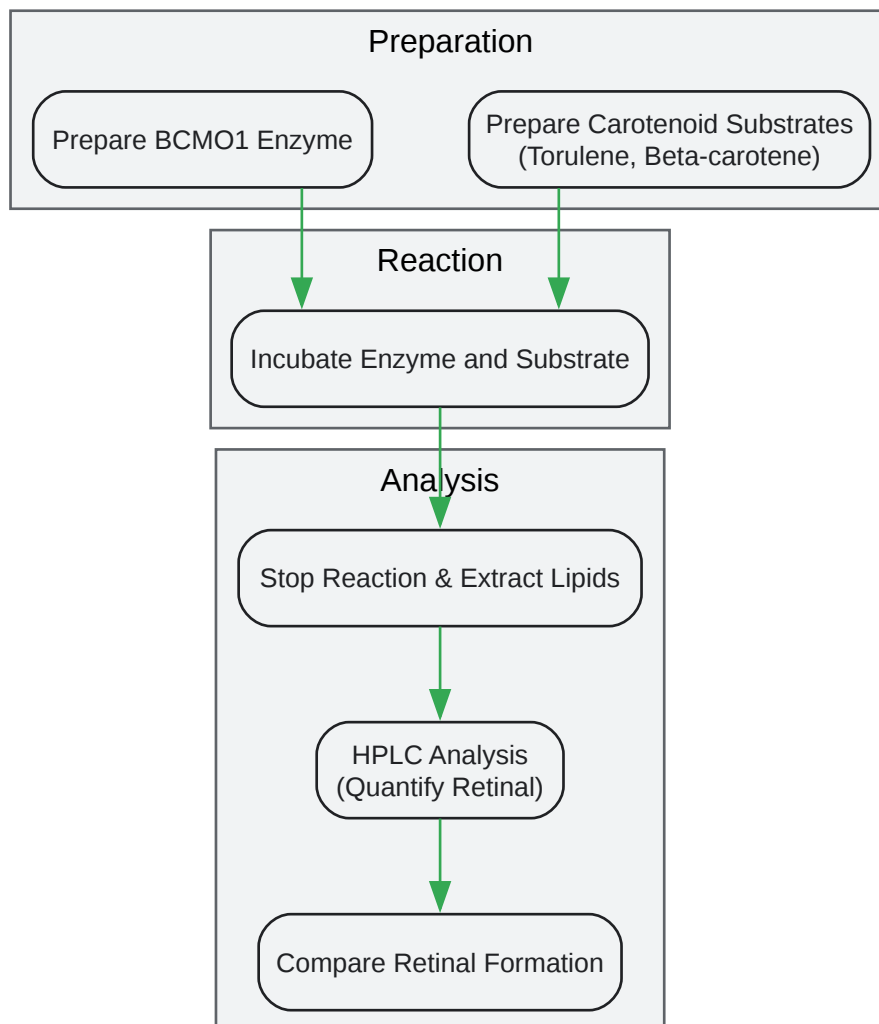 Preparation
Prepare BCMO1 Enzyme
Prepare Carotenoid Substrates
(Torulene, Beta-carotene)
Reaction
Incubate Enzyme and Substrate
Analysis
Stop Reaction & Extract Lipids
HPLC Analysis
(Quantify Retinal)
Compare Retinal Formation